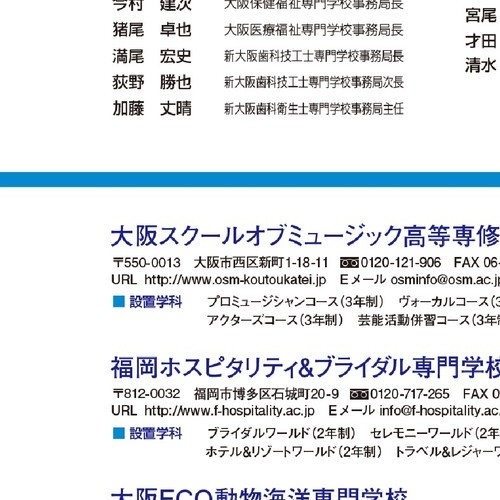 今村　建次　大阪保健福祉専門学校事務局長
猪尾　卓也　大阪医療福祉専門学校事務局長
満尾　宏史　新大阪歯科技工士専門学校事務局長
荻野　勝也　新大阪歯科技工士専門学校事務局次長
加藤　丈晴　新大阪歯科衛生士専門学校事務局主任
宮尾
才田
清水
大阪スクールオブミュージック高等専修
〒550-0013　大阪市西区新町1-18-11　0120-121-906　FAX 06-
URL http://www.osm-koutoukatei.jp　Eメール osminfo@osm.ac.jp
■ 設置学科　プロミュージシャンコース（3年制）　ヴォーカルコース（3
アクターズコース（3年制）　芸能活動併習コース（3
福岡ホスピタリティ&ブライダル専門学校
〒812-0032　福岡市博多区石城町20-9　0120-717-265　FAX 0
URL http://www.f-hospitality.ac.jp　Eメール info@f-hospitality.ac.
■ 設置学科　ブライダルワールド（2年制）　セレモニーワールド（2年
ホテル&リゾートワールド（2年制）　トラベル&レジャーワ
大阪ECO動物海洋専門学校